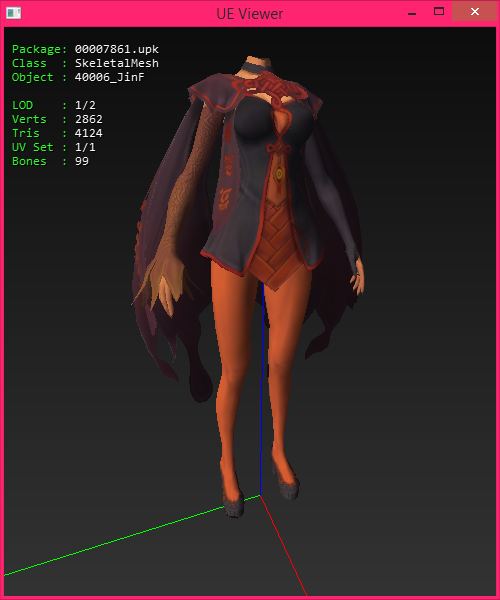 UE Viewer
Package: 00007861.upk
Class  : SkeletalMesh
Object : 40006_JinF
LOD    : 1/2
Verts  : 2862
Tris   : 4124
UV Set : 1/1
Bones  : 99